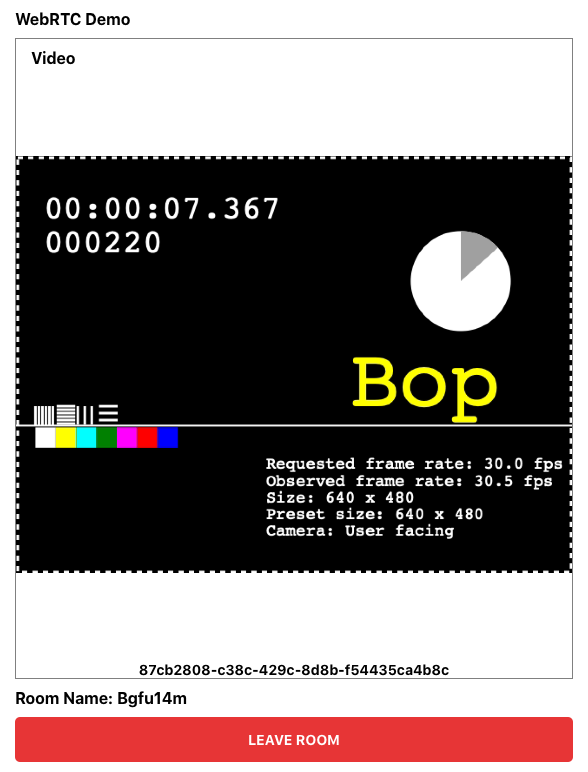 WebRTC Demo
Video
00:00:07.367
000220
Bop
Requested frame rate: 30.0 fps
Observed frame rate: 30.5 fps
Size: 640 x 480
Preset size: 640 x 480
Camera: User facing
87cb2808-c38c-429c-8d8b-f54435ca4b8c
Room Name: Bgfu14m
LEAVE ROOM